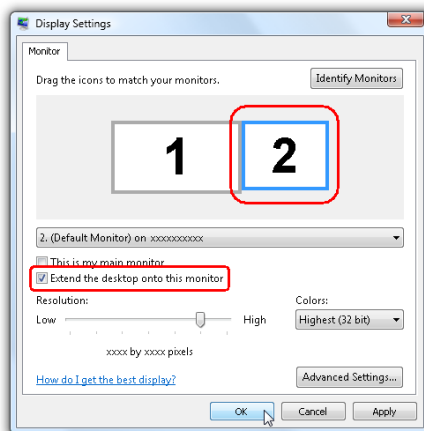 Display Settings
Monitor
Drag the icons to match your monitors.
Identify Monitors
1
2
2. (Default Monitor) on xxxxxxxxxx
This is my main monitor
Extend the desktop onto this monitor
Resolution:
Colors:
Low
High
Highest (32 bit)
xxxx by xxxx pixels
How do I get the best display?
Advanced Settings...
OK
Cancel
Apply